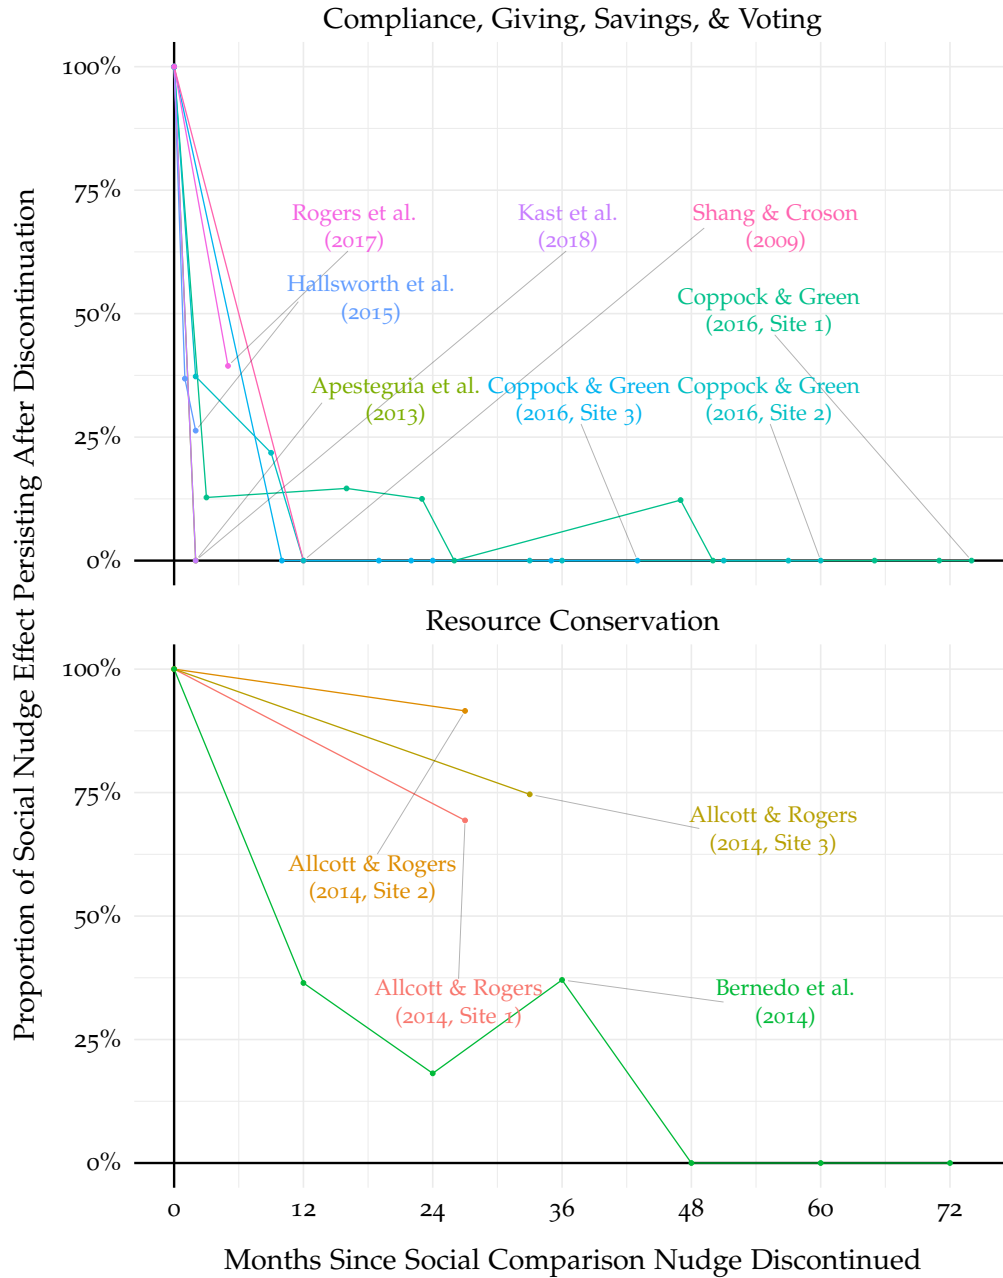 Compliance, Giving, Savings, & Voting
Proportion of Social Nudge Effect Persisting After Discontinuation
100%
75%
50%
25%
0%
Rogers et al.
(2017)
Kast et al.
(2018)
Shang & Croson
(2009)
Hallsworth et al.
(2015)
Coppock & Green
(2016, Site 1)
Apesteguia et al.
(2013)
Coppock & Green
(2016, Site 3)
Coppock & Green
(2016, Site 2)
Resource Conservation
100%
75%
50%
25%
0%
Allcott & Rogers
(2014, Site 3)
Allcott & Rogers
(2014, Site 2)
Allcott & Rogers
(2014, Site 1)
Bernedo et al.
(2014)
0 12 24 36 48 60 72
Months Since Social Comparison Nudge Discontinued